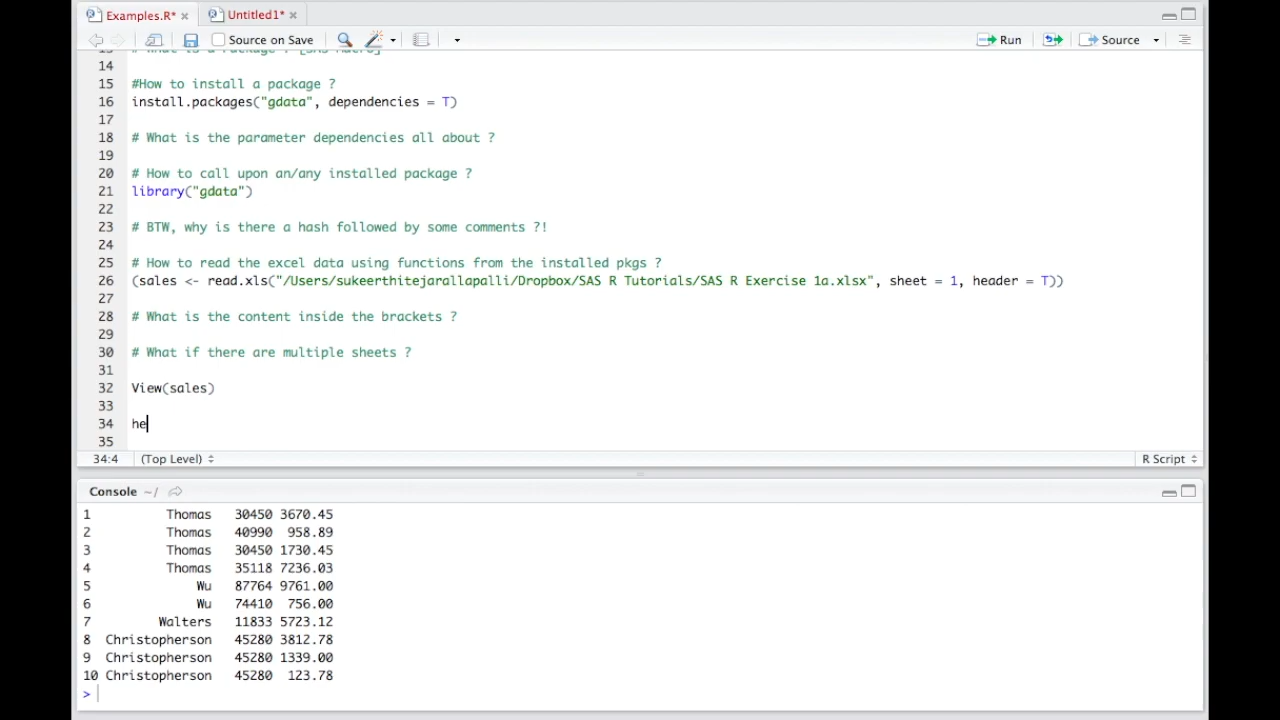 Examples.R* × Untitled1* ×
Source on Save Run Source
13 # What is a Package ? [SAS Macro]
14
15 #How to install a package ?
16 install.packages("gdata", dependencies = T)
17
18 # What is the parameter dependencies all about ?
19
20 # How to call upon an/any installed package ?
21 library("gdata")
22
23 # BTW, why is there a hash followed by some comments ?!
24
25 # How to read the excel data using functions from the installed pkgs ?
26 (sales <- read.xls("/Users/sukeerthitejarallapalli/Dropbox/SAS R Tutorials/SAS R Exercise 1a.xlsx", sheet = 1, header = T))
27
28 # What is the content inside the brackets ?
29
30 # What if there are multiple sheets ?
31
32 View(sales)
33
34 he
35
34:4 (Top Level) R Script
Console ~/
1 Thomas 30450 3670.45
2 Thomas 40990 958.89
3 Thomas 30450 1730.45
4 Thomas 35118 7236.03
5 Wu 87764 9761.00
6 Wu 74410 756.00
7 Walters 11833 5723.12
8 Christopherson 45280 3812.78
9 Christopherson 45280 1339.00
10 Christopherson 45280 123.78
>